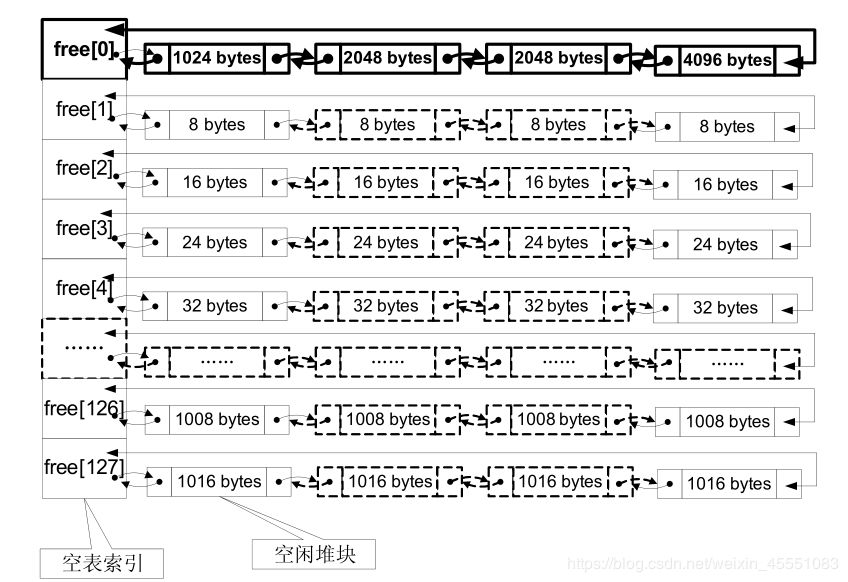 free[0] 1024 bytes 2048 bytes 2048 bytes 4096 bytes
free[1] 8 bytes 8 bytes 8 bytes 8 bytes
free[2] 16 bytes 16 bytes 16 bytes 16 bytes
free[3] 24 bytes 24 bytes 24 bytes 24 bytes
free[4] 32 bytes 32 bytes 32 bytes 32 bytes
...... ...... ...... ...... ......
free[126] 1008 bytes 1008 bytes 1008 bytes 1008 bytes
free[127] 1016 bytes 1016 bytes 1016 bytes 1016 bytes
空表索引 空闲堆块
https://blog.csdn.net/weixin_45551083